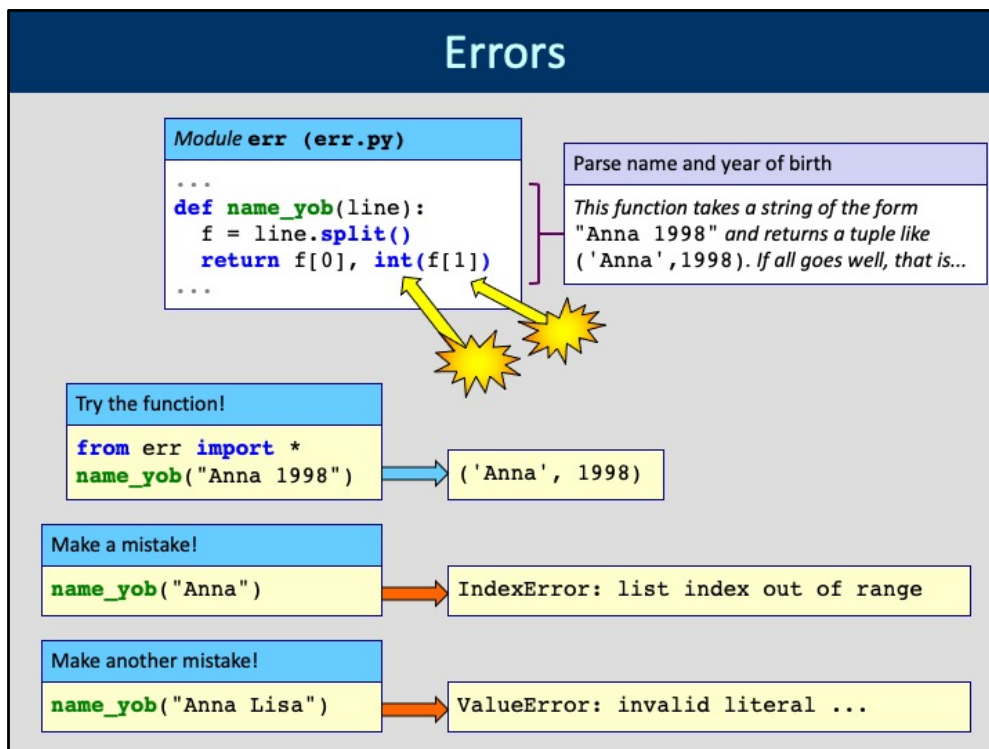 Errors
Module err (err.py)
...
def name_yob(line):
  f = line.split()
  return f[0], int(f[1])
...
Parse name and year of birth
This function takes a string of the form
"Anna 1998" and returns a tuple like
('Anna',1998). If all goes well, that is...
Try the function!
from err import *
name_yob("Anna 1998")
('Anna', 1998)
Make a mistake!
name_yob("Anna")
IndexError: list index out of range
Make another mistake!
name_yob("Anna Lisa")
ValueError: invalid literal ...